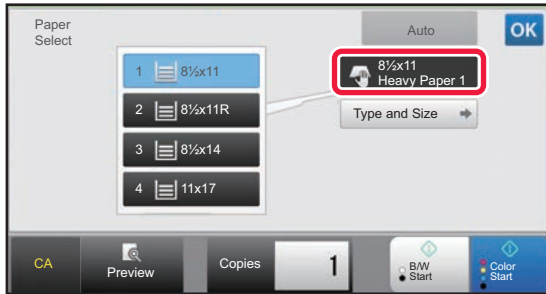 Paper
Select
Auto
OK
1 8½x11
8½x11
Heavy Paper 1
2 8½x11R
Type and Size
3 8½x14
4 11x17
CA
Preview
Copies
1
B/W
Start
Color
Start